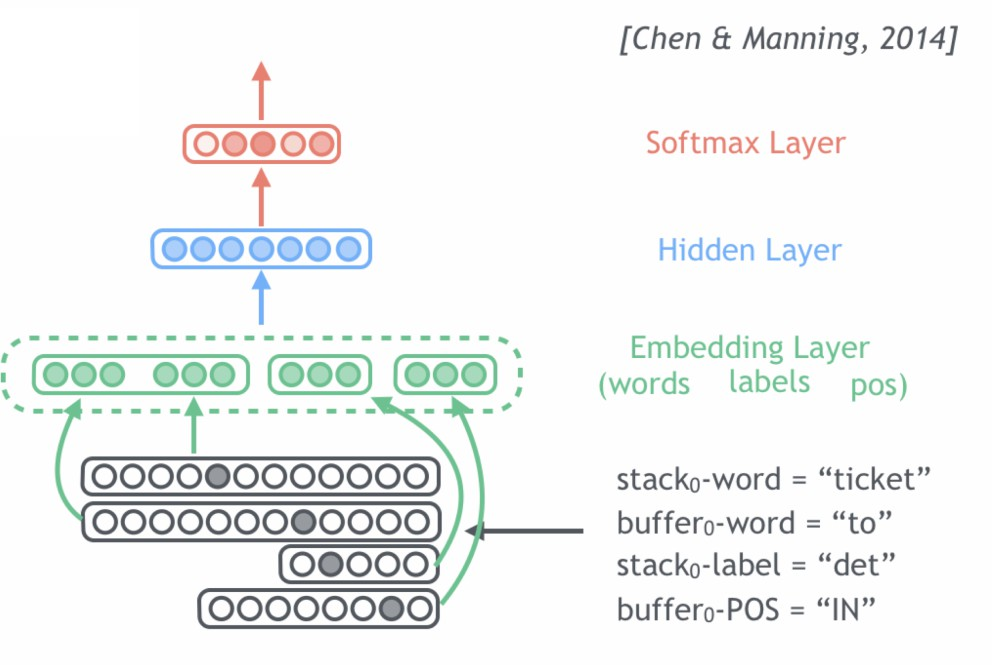 [Chen & Manning, 2014]
Softmax Layer
Hidden Layer
Embedding Layer
(words labels pos)
stack₀-word = “ticket”
buffer₀-word = “to”
stack₀-label = “det”
buffer₀-POS = “IN”